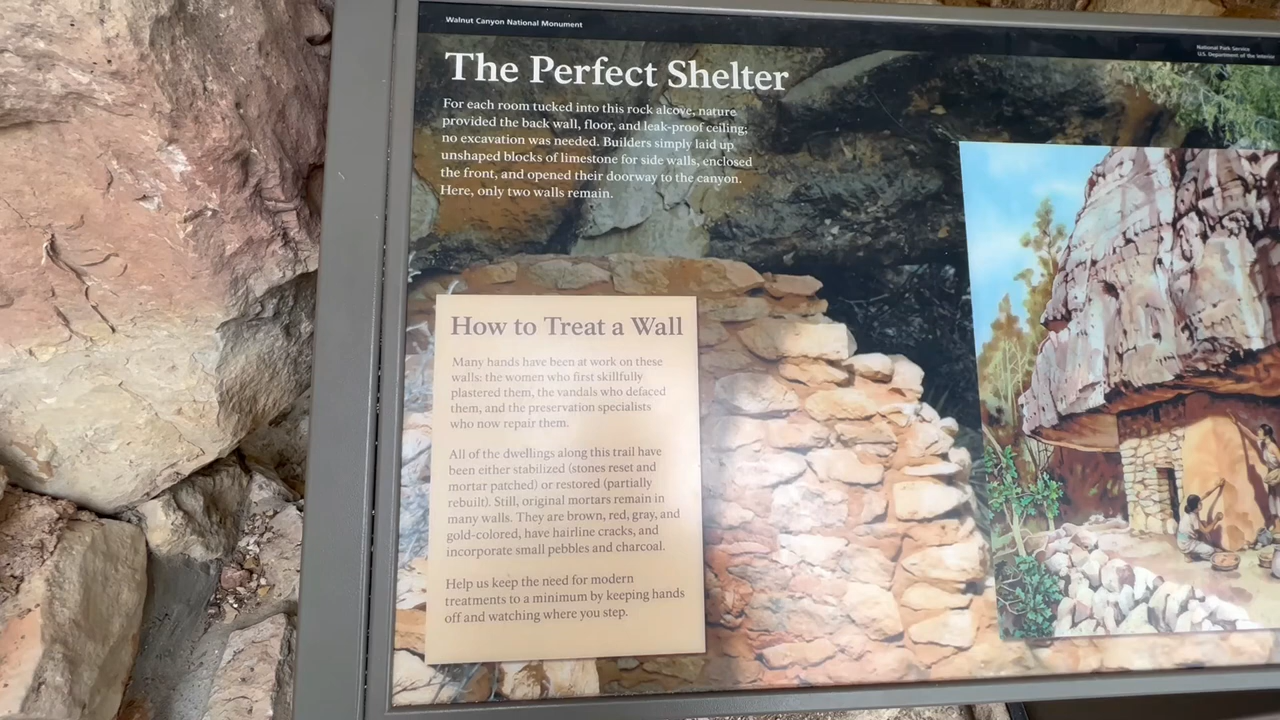 Walnut Canyon National Monument
National Park Service
U.S. Department of the Interior
The Perfect Shelter
For each room tucked into this rock alcove, nature
provided the back wall, floor, and leak-proof ceiling;
no excavation was needed. Builders simply laid up
unshaped blocks of limestone for side walls, enclosed
the front, and opened their doorway to the canyon.
Here, only two walls remain.
How to Treat a Wall
Many hands have been at work on these
walls: the women who first skillfully
plastered them, the vandals who defaced
them, and the preservation specialists
who now repair them.
All of the dwellings along this trail have
been either stabilized (stones reset and
mortar patched) or restored (partially
rebuilt). Still, original mortars remain in
many walls. They are brown, red, gray, and
gold-colored, have hairline cracks, and
incorporate small pebbles and charcoal.
Help us keep the need for modern
treatments to a minimum by keeping hands
off and watching where you step.